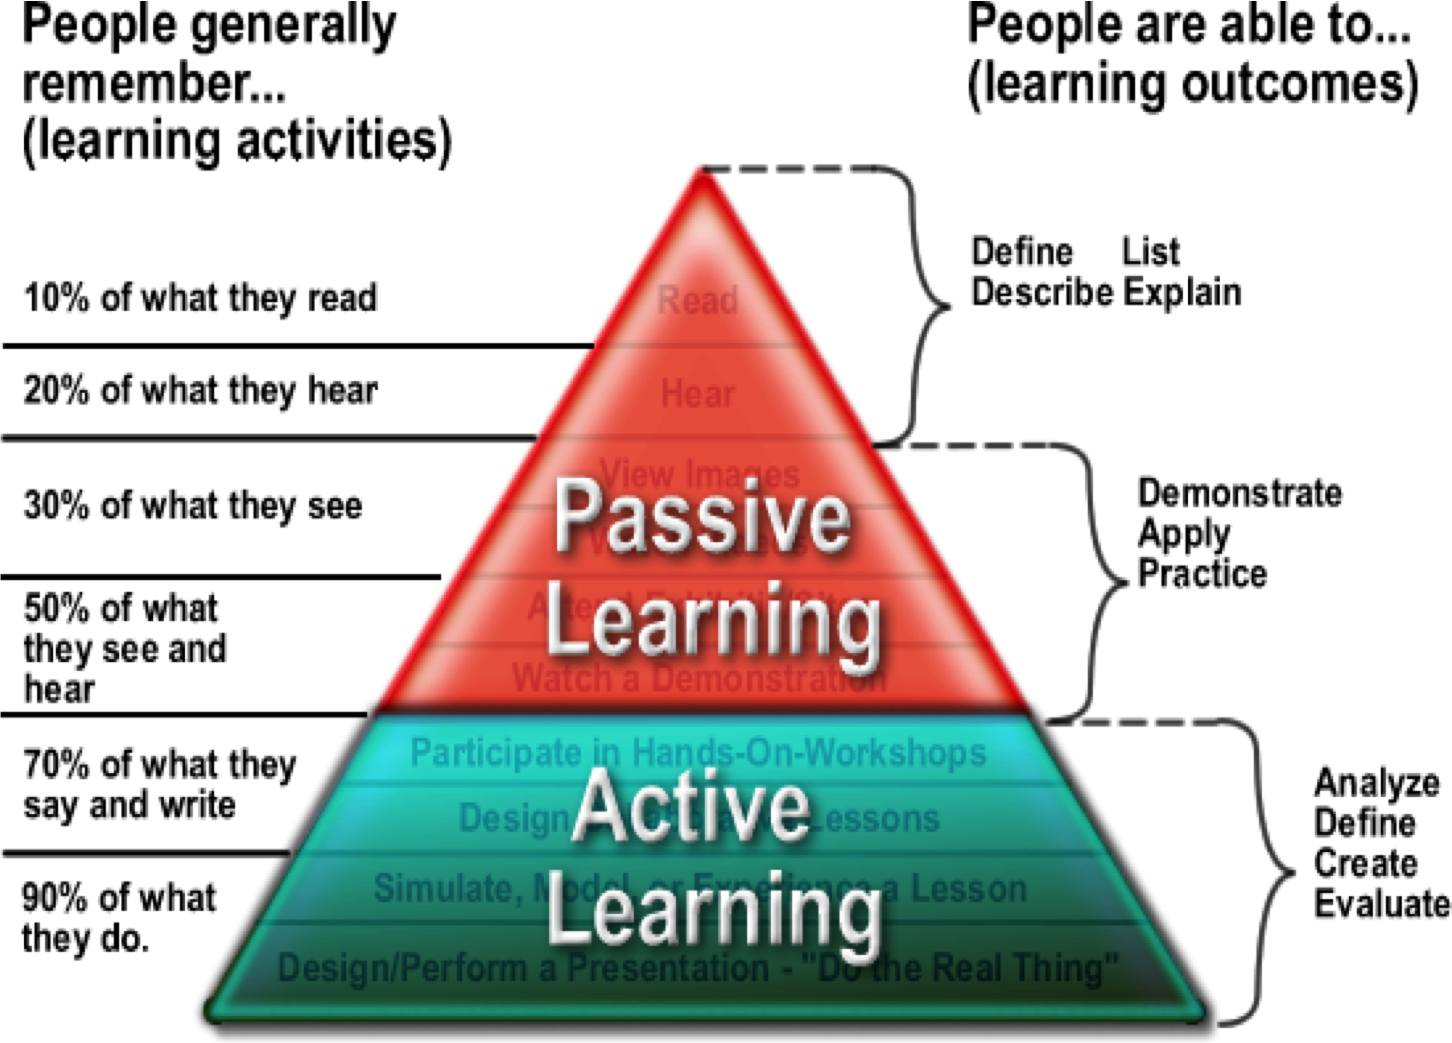 People generally
remember...
(learning activities)
People are able to...
(learning outcomes)
10% of what they read
20% of what they hear
30% of what they see
50% of what
they see and
hear
70% of what they
say and write
90% of what
they do.
Read
Hear
View Images
Passive
Learning
Watch a Demonstration
Participate in Hands-On-Workshops
Design Lessons
Active
Simulate, Model, or Experience a Lesson
Learning
Design/Perform a Presentation - "Do the Real Thing"
Define List
Describe Explain
Demonstrate
Apply
Practice
Analyze
Define
Create
Evaluate